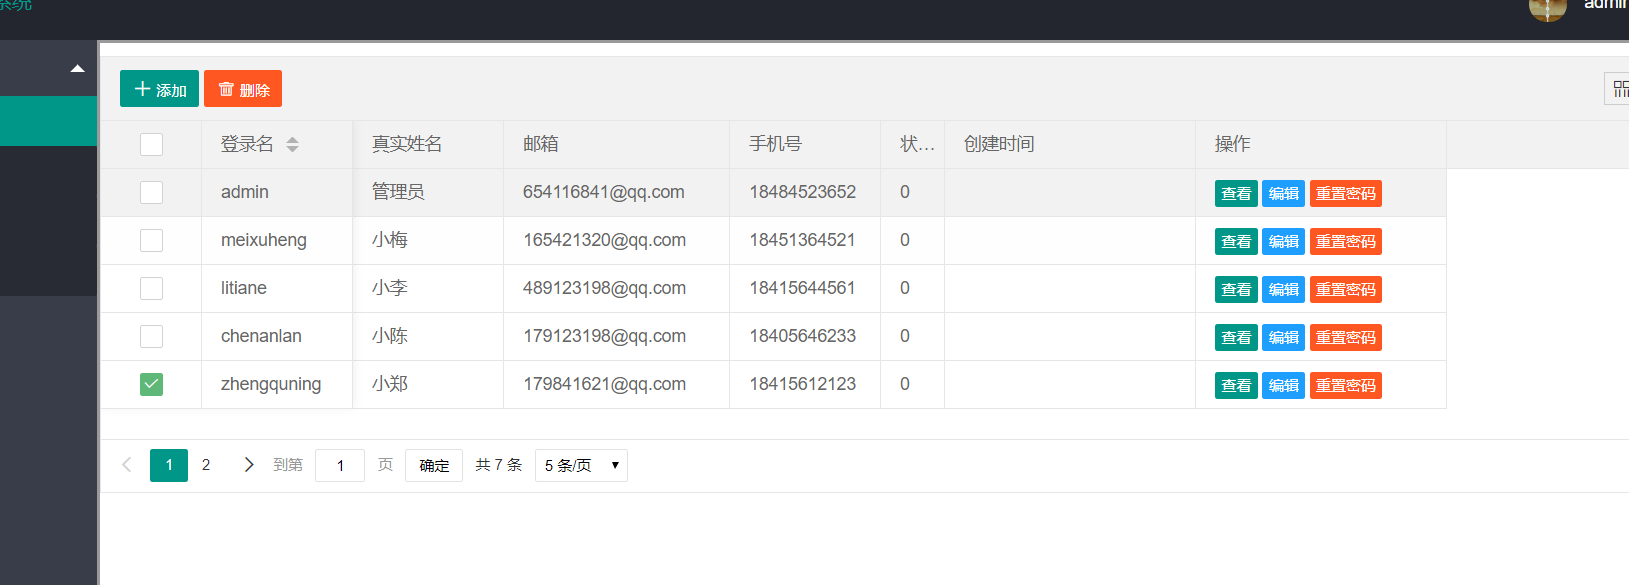 系统
admin
添加 删除
登录名 真实姓名 邮箱 手机号 状... 创建时间 操作
admin 管理员 654116841@qq.com 18484523652 0 查看 编辑 重置密码
meixuheng 小梅 165421320@qq.com 18451364521 0 查看 编辑 重置密码
litiane 小李 489123198@qq.com 18415644561 0 查看 编辑 重置密码
chenanlan 小陈 179123198@qq.com 18405646233 0 查看 编辑 重置密码
zhengquning 小郑 179841621@qq.com 18415612123 0 查看 编辑 重置密码
1 2 到第 1 页 确定 共 7 条 5 条/页